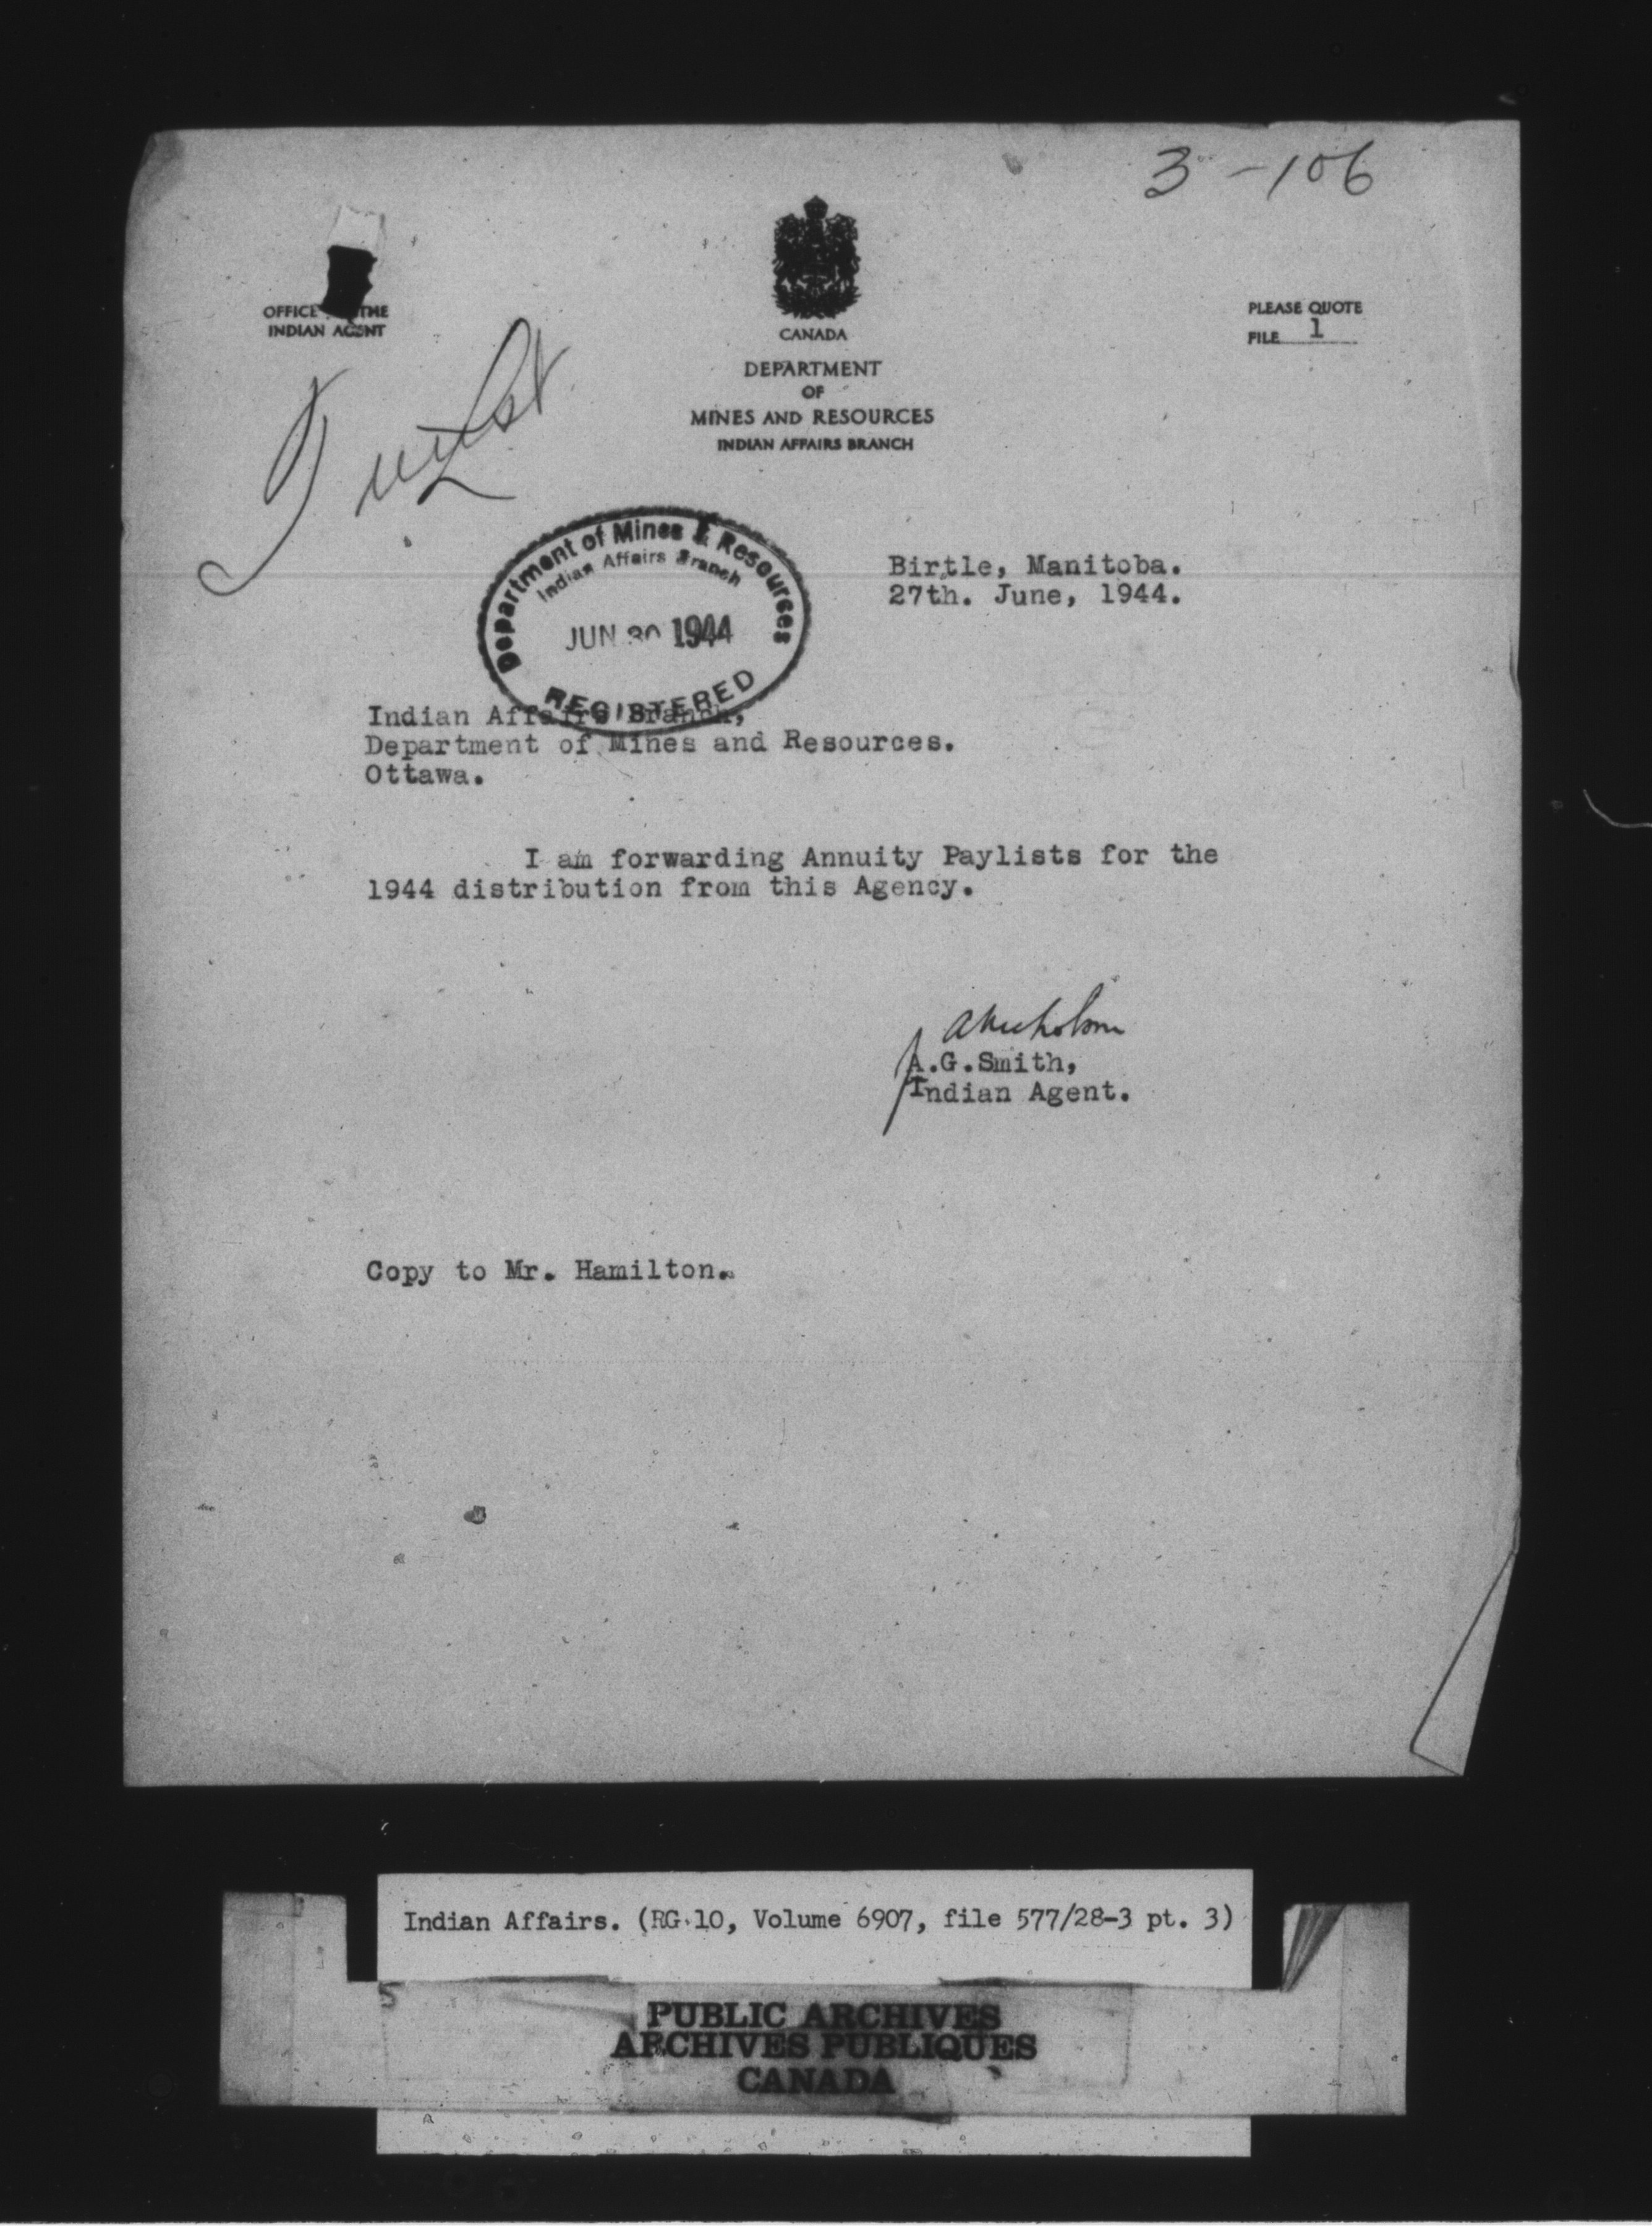 3-106
OFFICE THE
INDIAN AGENT
CANADA
DEPARTMENT
OF
MINES AND RESOURCES
INDIAN AFFAIRS BRANCH
PLEASE QUOTE
FILE 1
Department of Mines & Resources
Indian Affairs Branch
JUN 30 1944
REGISTERED
Birtle, Manitoba.
27th. June, 1944.
Indian Affairs Branch,
Department of Mines and Resources.
Ottawa.
I am forwarding Annuity Paylists for the
1944 distribution from this Agency.
A.G.Smith,
Indian Agent.
Copy to Mr. Hamilton.
Indian Affairs. (RG 10, Volume 6907, file 577/28-3 pt. 3)
PUBLIC ARCHIVES
ARCHIVES PUBLIQUES
CANADA